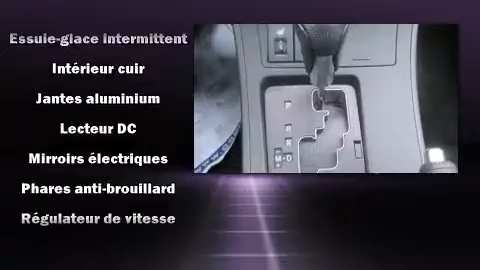 Essuie-glace intermittent
Intérieur cuir
Jantes aluminium
Lecteur DC
Mirroirs électriques
Phares anti-brouillard
Régulateur de vitesse
P
R
N
M D